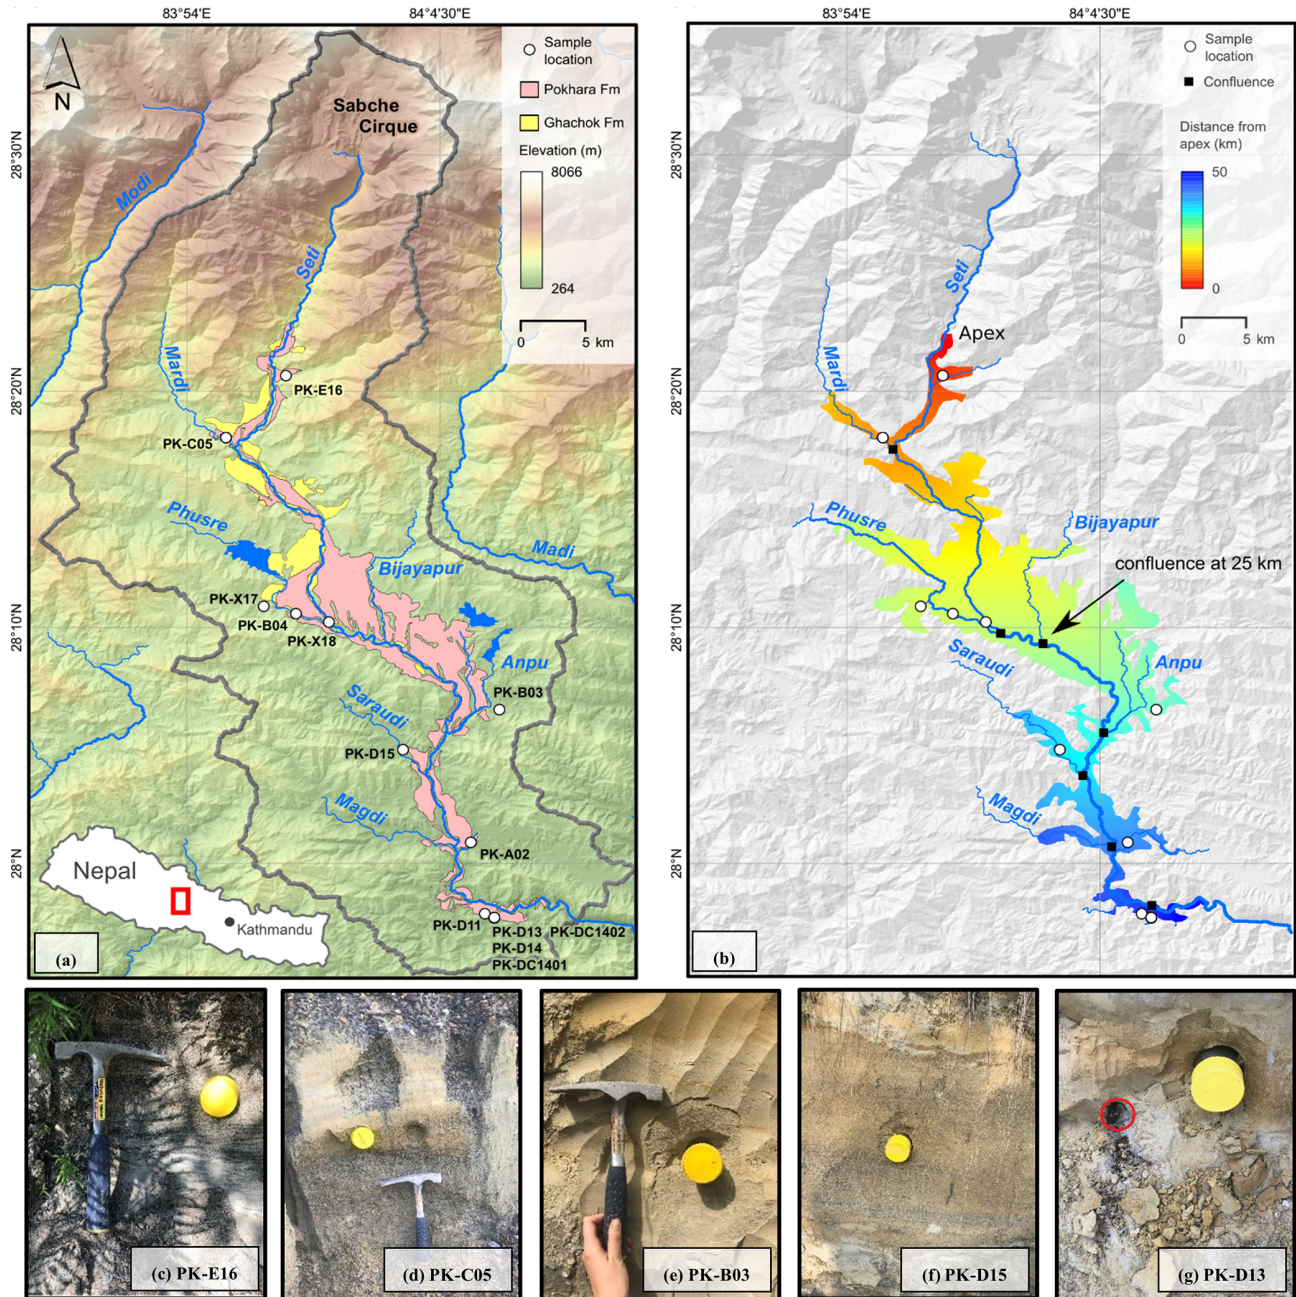 83°54'E
84°4'30"E
28°30'N
28°20'N
28°10'N
28°N
N
Sample
location
Pokhara Fm
Ghachok Fm
Elevation (m)
8066
264
0
5 km
Sabche
Cirque
Modi
Seti
Mardi
PK-E16
PK-C05
Phusre
Bijayapur
Madi
PK-X17
PK-B04
PK-X18
Anpu
Saraudi
PK-B03
PK-D15
Magdi
PK-A02
Nepal
Kathmandu
PK-D11
PK-D13
PK-DC1402
PK-D14
PK-DC1401
(a)
83°54'E
84°4'30"E
28°30'N
28°20'N
28°10'N
28°N
Sample
location
Confluence
Distance from
apex (km)
50
0
0
5 km
Seti
Apex
Mardi
Phusre
Bijayapur
confluence at 25 km
Saraudi
Anpu
Magdi
(b)
(c) PK-E16
(d) PK-C05
(e) PK-B03
(f) PK-D15
(g) PK-D13